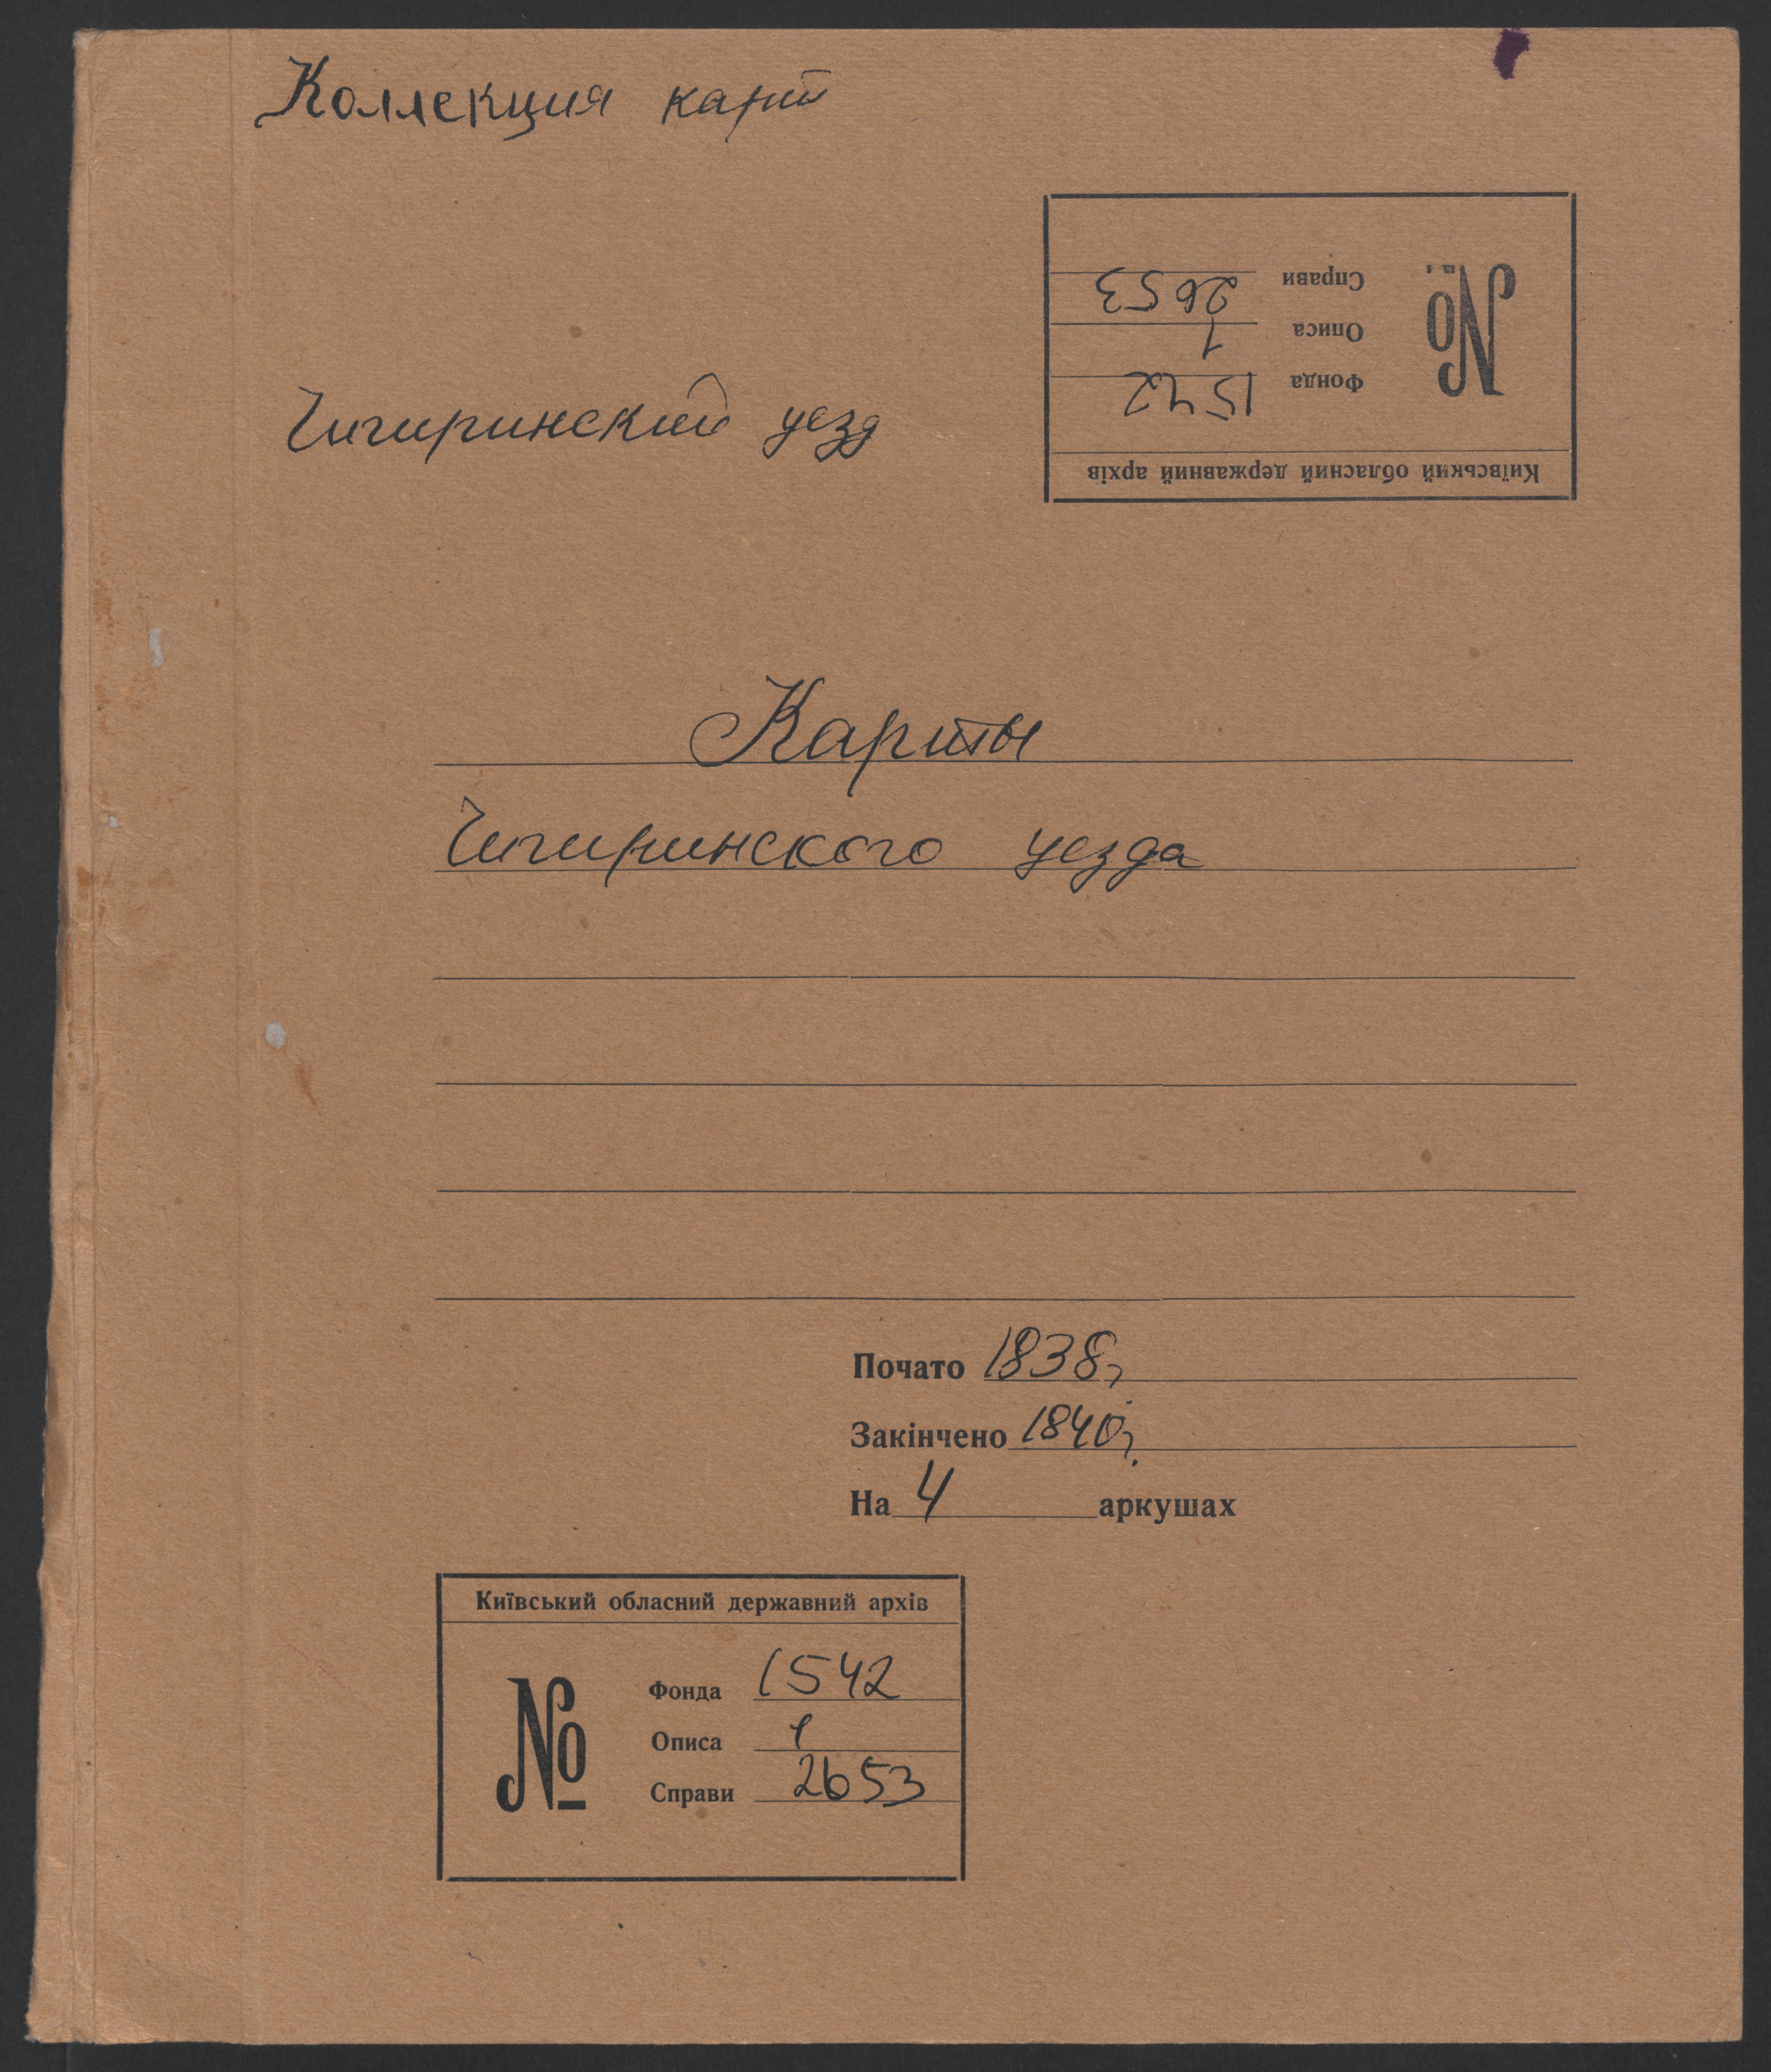 Коллекция карт
Чигиринский уезд
Київський обласний державний архів
№
Фонда 1542
Описа 1
Справи 2653
Карты
Чигиринского уезда
Почато 1838 г.
Закінчено 1840 г.
На 4 аркушах
Київський обласний державний архів
№
Фонда 1542
Описа 1
Справи 2653